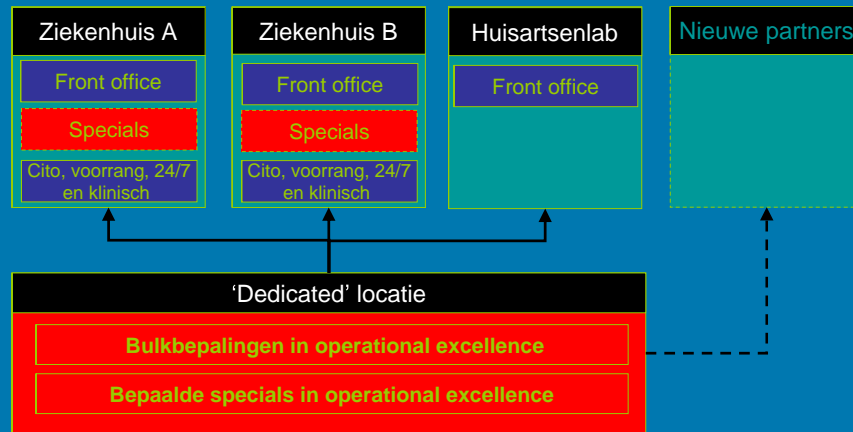 Ziekenhuis A
Front office
Specials
Cito, voorrang, 24/7
en klinisch
Ziekenhuis B
Front office
Specials
Cito, voorrang, 24/7
en klinisch
Huisartsenlab
Front office
Nieuwe partners
‘Dedicated’ locatie
Bulkbepalingen in operational excellence
Bepaalde specials in operational excellence